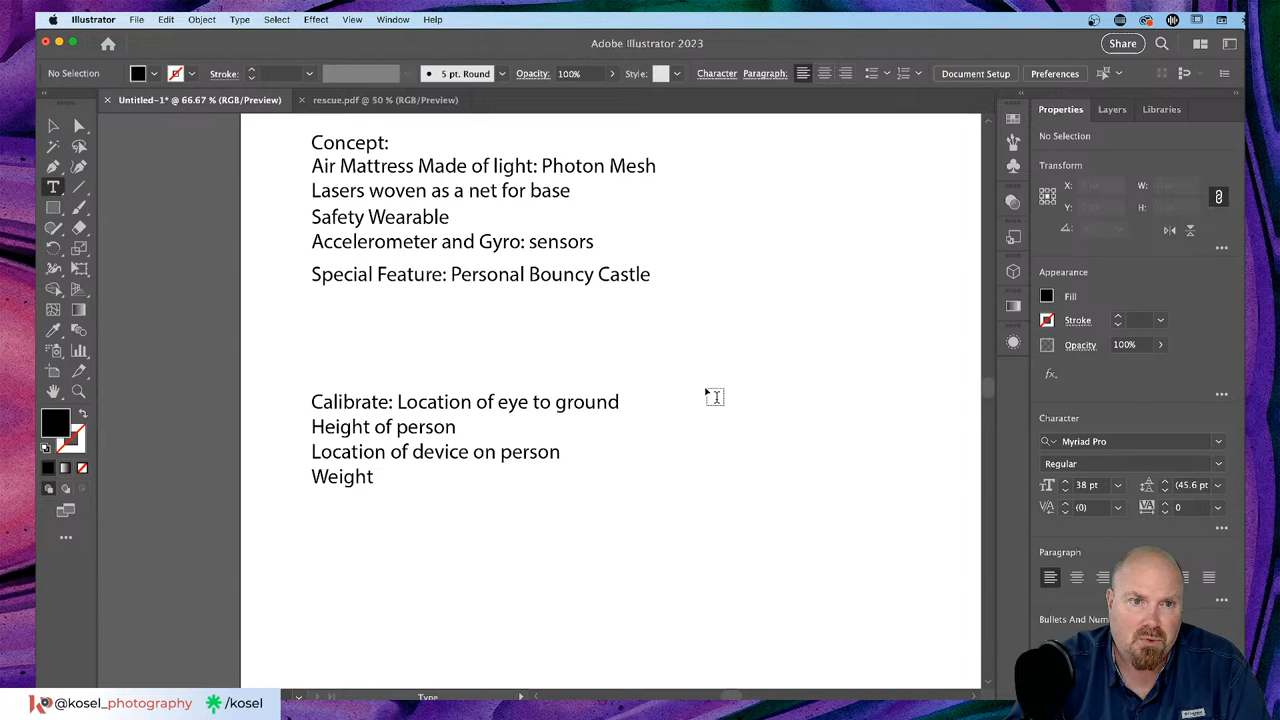 Illustrator File Edit Object Type Select Effect View Window Help
Adobe Illustrator 2023
Share
No Selection Stroke: 5 pt. Round Opacity: 100% Style: Character Paragraph: Document Setup Preferences
Untitled-1* @ 66.67 % (RGB/Preview) rescue.pdf @ 50 % (RGB/Preview)
Concept:
Air Mattress Made of light: Photon Mesh
Lasers woven as a net for base
Safety Wearable
Accelerometer and Gyro: sensors
Special Feature: Personal Bouncy Castle
Calibrate: Location of eye to ground
Height of person
Location of device on person
Weight
Properties Layers Libraries
No Selection
Transform
X: W:
Y: H:
Appearance
Fill
Stroke
Opacity 100%
fx
Character
Myriad Pro
Regular
38 pt (45.6 pt
(0) 0
Paragraph
Bullets And Num
Type
@kosel_photography /kosel